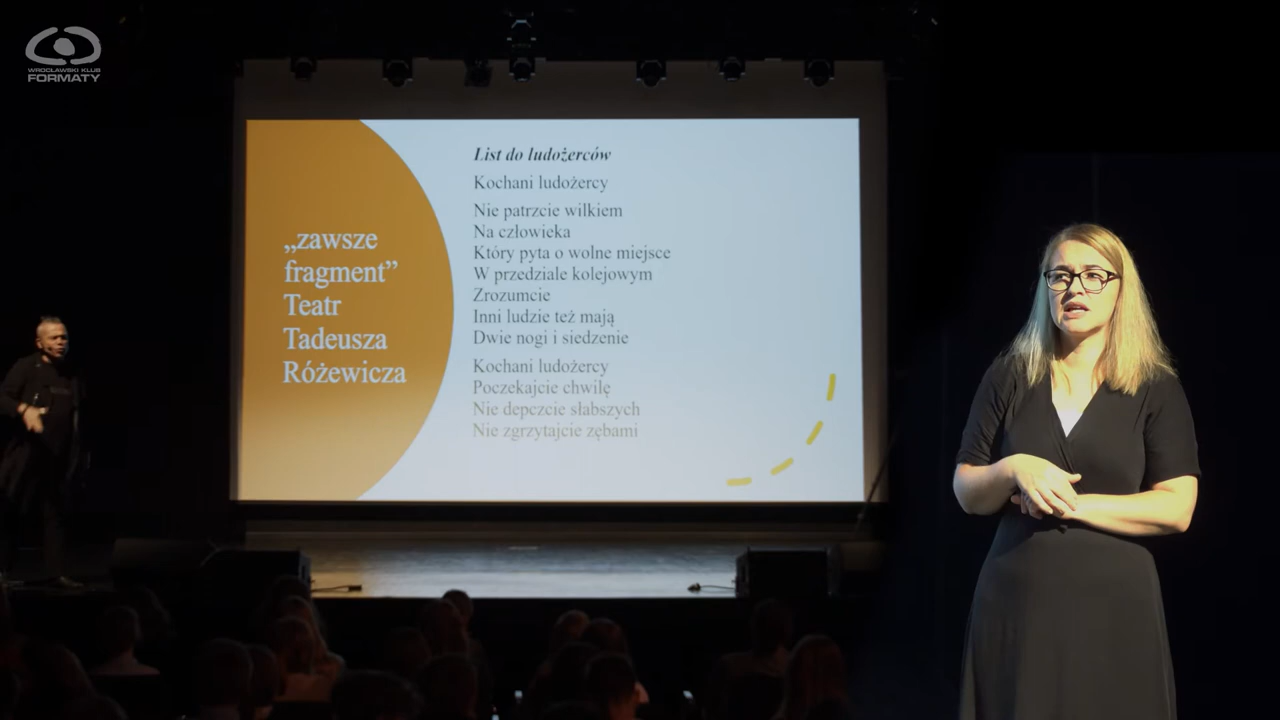 WROCŁAWSKI KLUB
FORMATY
„zawsze
fragment”
Teatr
Tadeusza
Różewicza
List do ludożerców
Kochani ludożercy
Nie patrzcie wilkiem
Na człowieka
Który pyta o wolne miejsce
W przedziale kolejowym
Zrozumcie
Inni ludzie też mają
Dwie nogi i siedzenie
Kochani ludożercy
Poczekajcie chwilę
Nie depczcie słabszych
Nie zgrzytajcie zębami